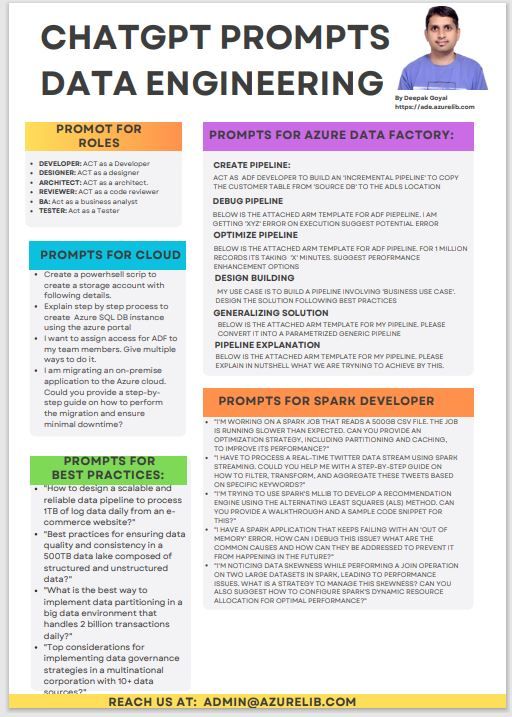 CHATGPT PROMPTS
DATA ENGINEERING
By Deepak Goyal
https://ade.azurelib.com
PROMOT FOR
ROLES
• DEVELOPER: ACT as a Developer
• DESIGNER: ACT as a designer
• ARCHITECT: ACT as a architect.
• REVIEWER: ACT as a code reviewer
• BA: Act as a business analyst
• TESTER: Act as a Tester
PROMPTS FOR CLOUD
• Create a powerhsell scrip to
create a storage account with
following details.
• Explain step by step process to
create Azure SQL DB instance
using the azure portal
• I want to assign access for ADF to
my team members. Give multiple
ways to do it.
• I am migrating an on-premise
application to the Azure cloud.
Could you provide a step-by-
step guide on how to perform
the migration and ensure
minimal downtime?
PROMPTS FOR
BEST PRACTICES:
• "How to design a scalable and
reliable data pipeline to process
1TB of log data daily from an e-
commerce website?"
• "Best practices for ensuring data
quality and consistency in a
500TB data lake composed of
structured and unstructured
data?"
• "What is the best way to
implement data partitioning in a
big data environment that
handles 2 billion transactions
daily?"
• "Top considerations for
implementing data governance
strategies in a multinational
corporation with 10+ data
sources?"
PROMPTS FOR AZURE DATA FACTORY:
CREATE PIPELINE:
ACT AS ADF DEVELOPER TO BUILD AN 'INCREMENTAL PIPELINE' TO COPY
THE CUSTOMER TABLE FROM 'SOURCE DB' TO THE ADLS LOCATION
DEBUG PIPELINE
BELOW IS THE ATTACHED ARM TEMPLATE FOR ADF PIEPELINE. I AM
GETTING 'XYZ' ERROR ON EXECUTION SUGGEST POTENTIAL ERROR
OPTIMIZE PIPELINE
BELOW IS THE ATTACHED ARM TEMPLATE FOR ADF PIPELINE. FOR 1 MILLION
RECORDS ITS TAKING 'X' MINUTES. SUGGEST PEROFRMANCE
ENHANCEMENT OPTIONS
DESIGN BUILDING
MY USE CASE IS TO BUILD A PIPELINE INVOLVING 'BUSINESS USE CASE'.
DESIGN THE SOLUTION FOLLOWING BEST PRACTICES
GENERALIZING SOLUTION
BELOW IS THE ATTACHED ARM TEMPLATE FOR MY PIPELINE. PLEASE
CONVERT IT INTO A PARAMETRIZED GENERIC PIPELINE
PIPELINE EXPLANATION
BELOW IS THE ATTACHED ARM TEMPLATE FOR MY PIPELINE. PLEASE
EXPLAIN IN NUTSHELL WHAT WE ARE TRYNING TO ACHIEVE BY THIS.
PROMPTS FOR SPARK DEVELOPER
• "I'M WORKING ON A SPARK JOB THAT READS A 500GB CSV FILE. THE JOB
IS RUNNING SLOWER THAN EXPECTED. CAN YOU PROVIDE AN
OPTIMIZATION STRATEGY, INCLUDING PARTITIONING AND CACHING,
TO IMPROVE ITS PERFORMANCE?"
• "I HAVE TO PROCESS A REAL-TIME TWITTER DATA STREAM USING SPARK
STREAMING. COULD YOU HELP ME WITH A STEP-BY-STEP GUIDE ON
HOW TO FILTER, TRANSFORM, AND AGGREGATE THESE TWEETS BASED
ON SPECIFIC KEYWORDS?"
• "I'M TRYING TO USE SPARK'S MLLIB TO DEVELOP A RECOMMENDATION
ENGINE USING THE ALTERNATING LEAST SQUARES (ALS) METHOD. CAN
YOU PROVIDE A WALKTHROUGH AND A SAMPLE CODE SNIPPET FOR
THIS?"
• "I HAVE A SPARK APPLICATION THAT KEEPS FAILING WITH AN 'OUT OF
MEMORY' ERROR. HOW CAN I DEBUG THIS ISSUE? WHAT ARE THE
COMMON CAUSES AND HOW CAN THEY BE ADDRESSED TO PREVENT IT
FROM HAPPENING IN THE FUTURE?"
• "I'M NOTICING DATA SKEWNESS WHILE PERFORMING A JOIN OPERATION
ON TWO LARGE DATASETS IN SPARK, LEADING TO PERFORMANCE
ISSUES. WHAT IS A STRATEGY TO MANAGE THIS SKEWNESS? CAN YOU
ALSO SUGGEST HOW TO CONFIGURE SPARK'S DYNAMIC RESOURCE
ALLOCATION FOR OPTIMAL PERFORMANCE?"
REACH US AT: ADMIN@AZURELIB.COM